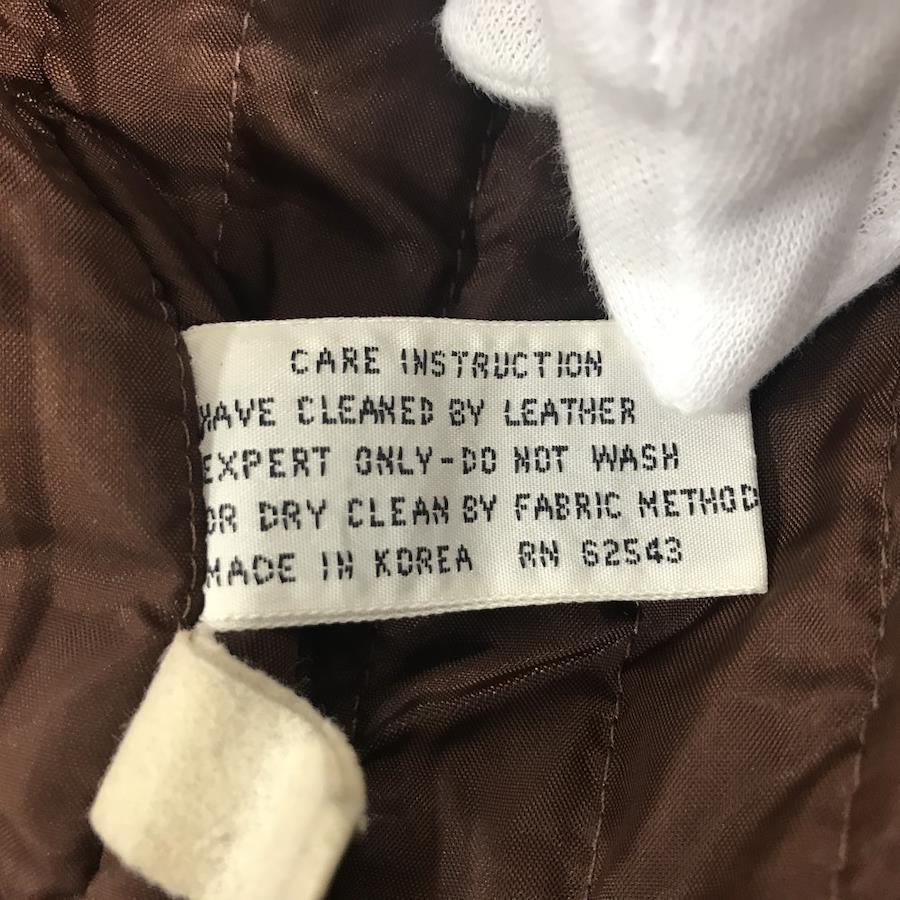 CARE INSTRUCTION
HAVE CLEANED BY LEATHER
EXPERT ONLY-DO NOT WASH
OR DRY CLEAN BY FABRIC METHOD
MADE IN KOREA RN 62543